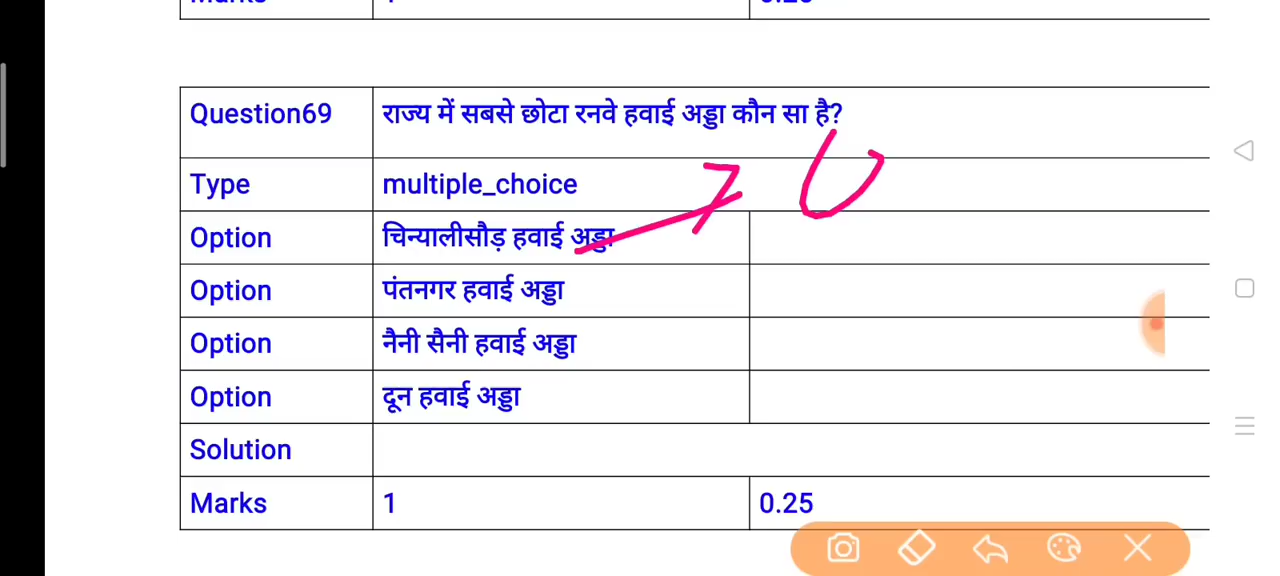 Question69 राज्य में सबसे छोटा रनवे हवाई अड्डा कौन सा है?
Type multiple_choice
Option चिन्यालीसौड़ हवाई अड्डा
Option पंतनगर हवाई अड्डा
Option नैनी सैनी हवाई अड्डा
Option दून हवाई अड्डा
Solution
Marks 1 0.25